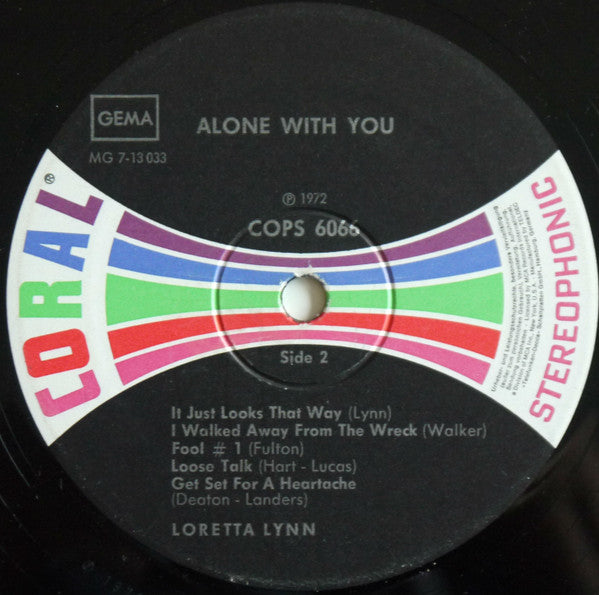 GEMA
ALONE WITH YOU
MG 7-13 033
℗ 1972
COPS 6066
CORAL®
STEREOPHONIC
Side 2
It Just Looks That Way (Lynn)
I Walked Away From The Wreck (Walker)
Fool # 1 (Fulton)
Loose Talk (Hart - Lucas)
Get Set For A Heartache
(Deaton - Landers)
LORETTA LYNN